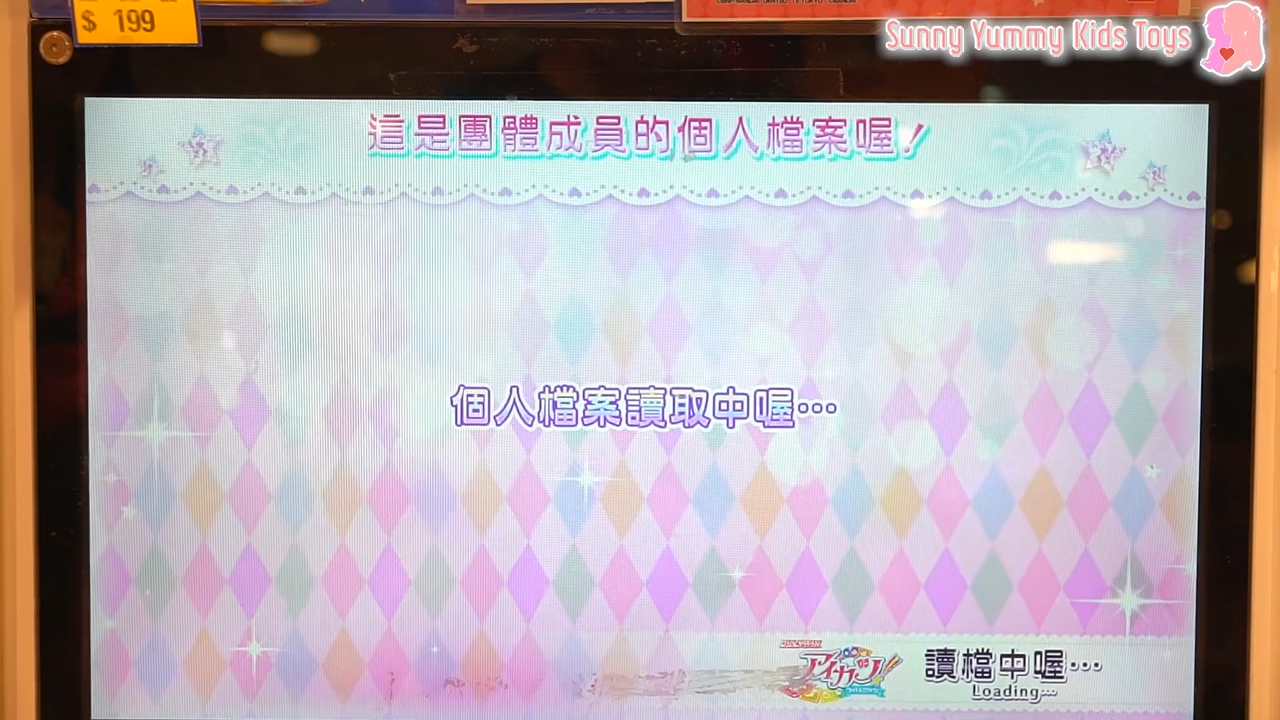 $ 199
Sunny Yummy Kids Toys
這是團體成員的個人檔案喔！
個人檔案讀取中喔…
アイカツ!
讀檔中喔…
Loading…